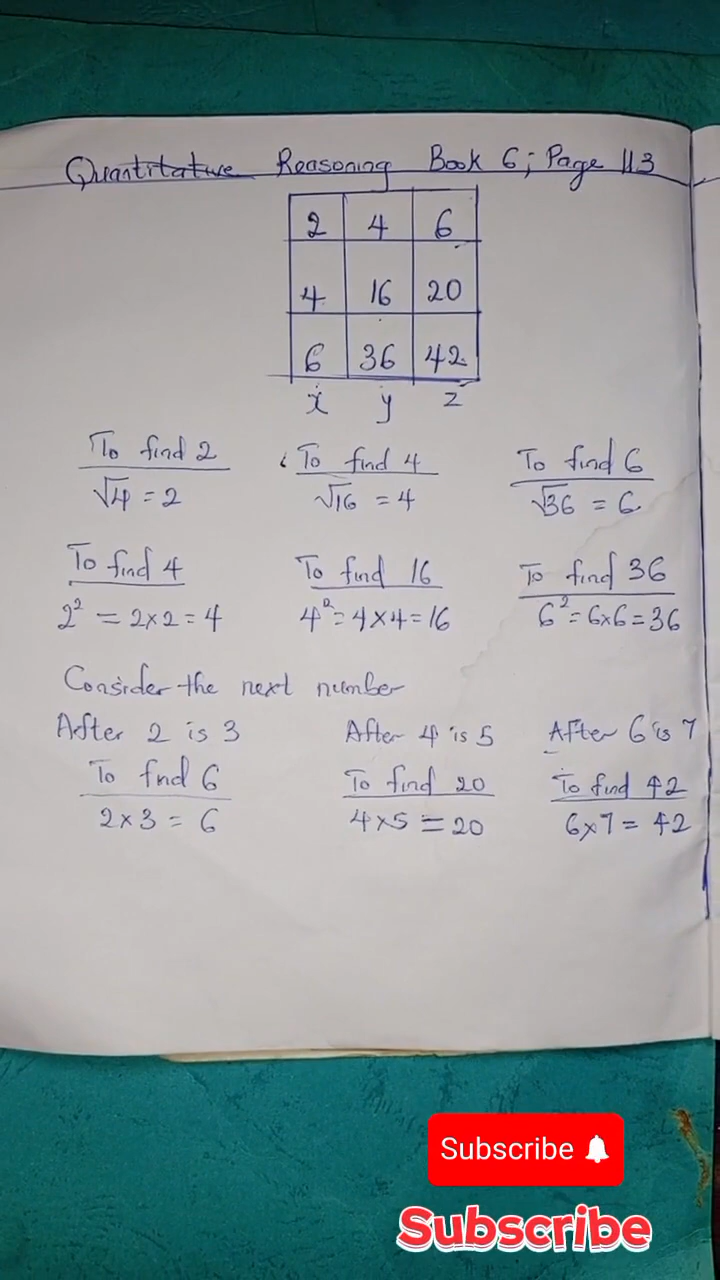 Quantitative Reasoning Book 6; Page 113
2 4 6
4 16 20
6 36 42
x y z
To find 2 To find 4 To find 6
√4 = 2 √16 = 4 √36 = 6
To find 4 To find 16 To find 36
2² = 2×2 = 4 4² = 4×4 = 16 6² = 6×6 = 36
Consider the next number
After 2 is 3 After 4 is 5 After 6 is 7
To find 6 To find 20 To find 42
2×3 = 6 4×5 = 20 6×7 = 42
Subscribe
Subscribe